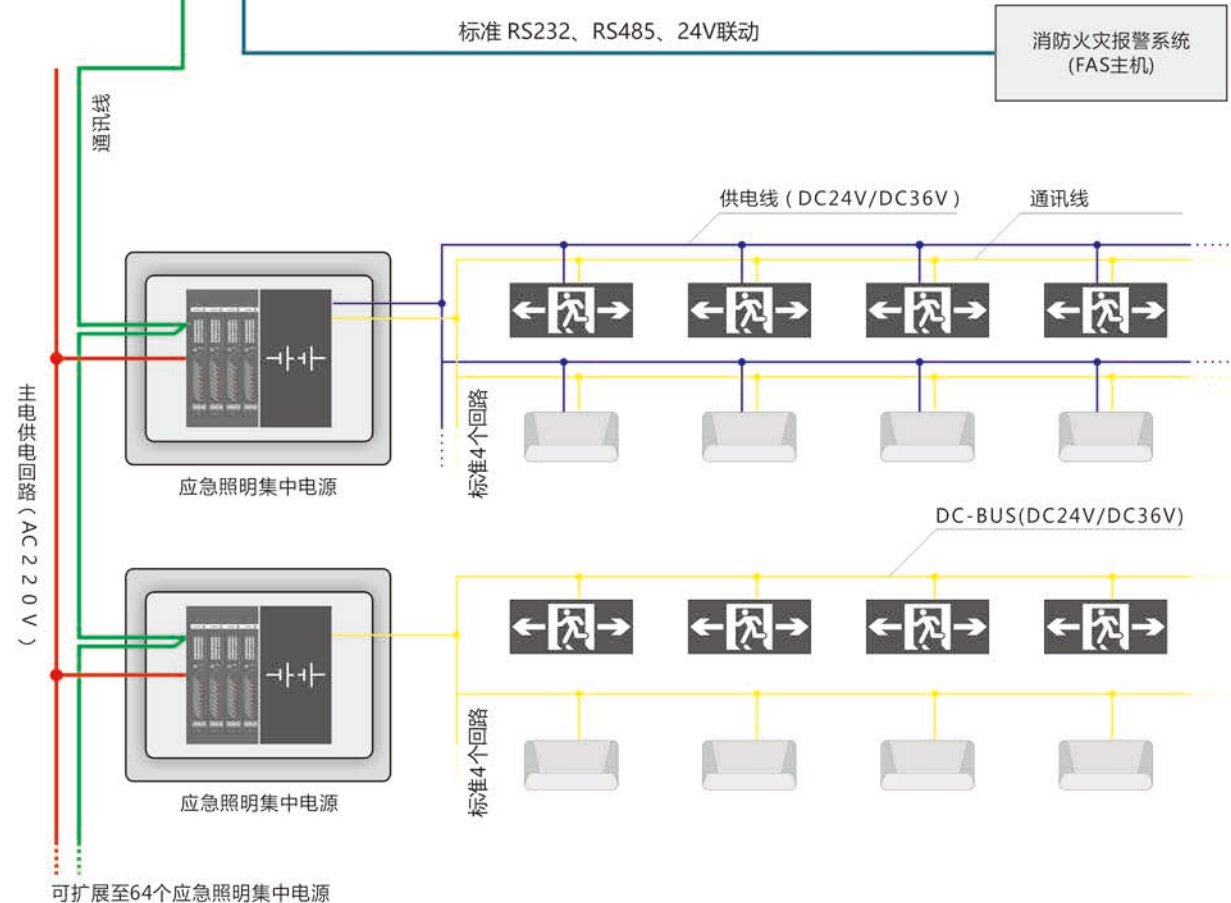 标准 RS232、RS485、24V联动
消防火灾报警系统
(FAS主机)
通讯线
供电线 ( DC24V/DC36V )
通讯线
主电供电回路 ( AC220V )
标准4个回路
应急照明集中电源
DC-BUS(DC24V/DC36V)
标准4个回路
应急照明集中电源
可扩展至64个应急照明集中电源